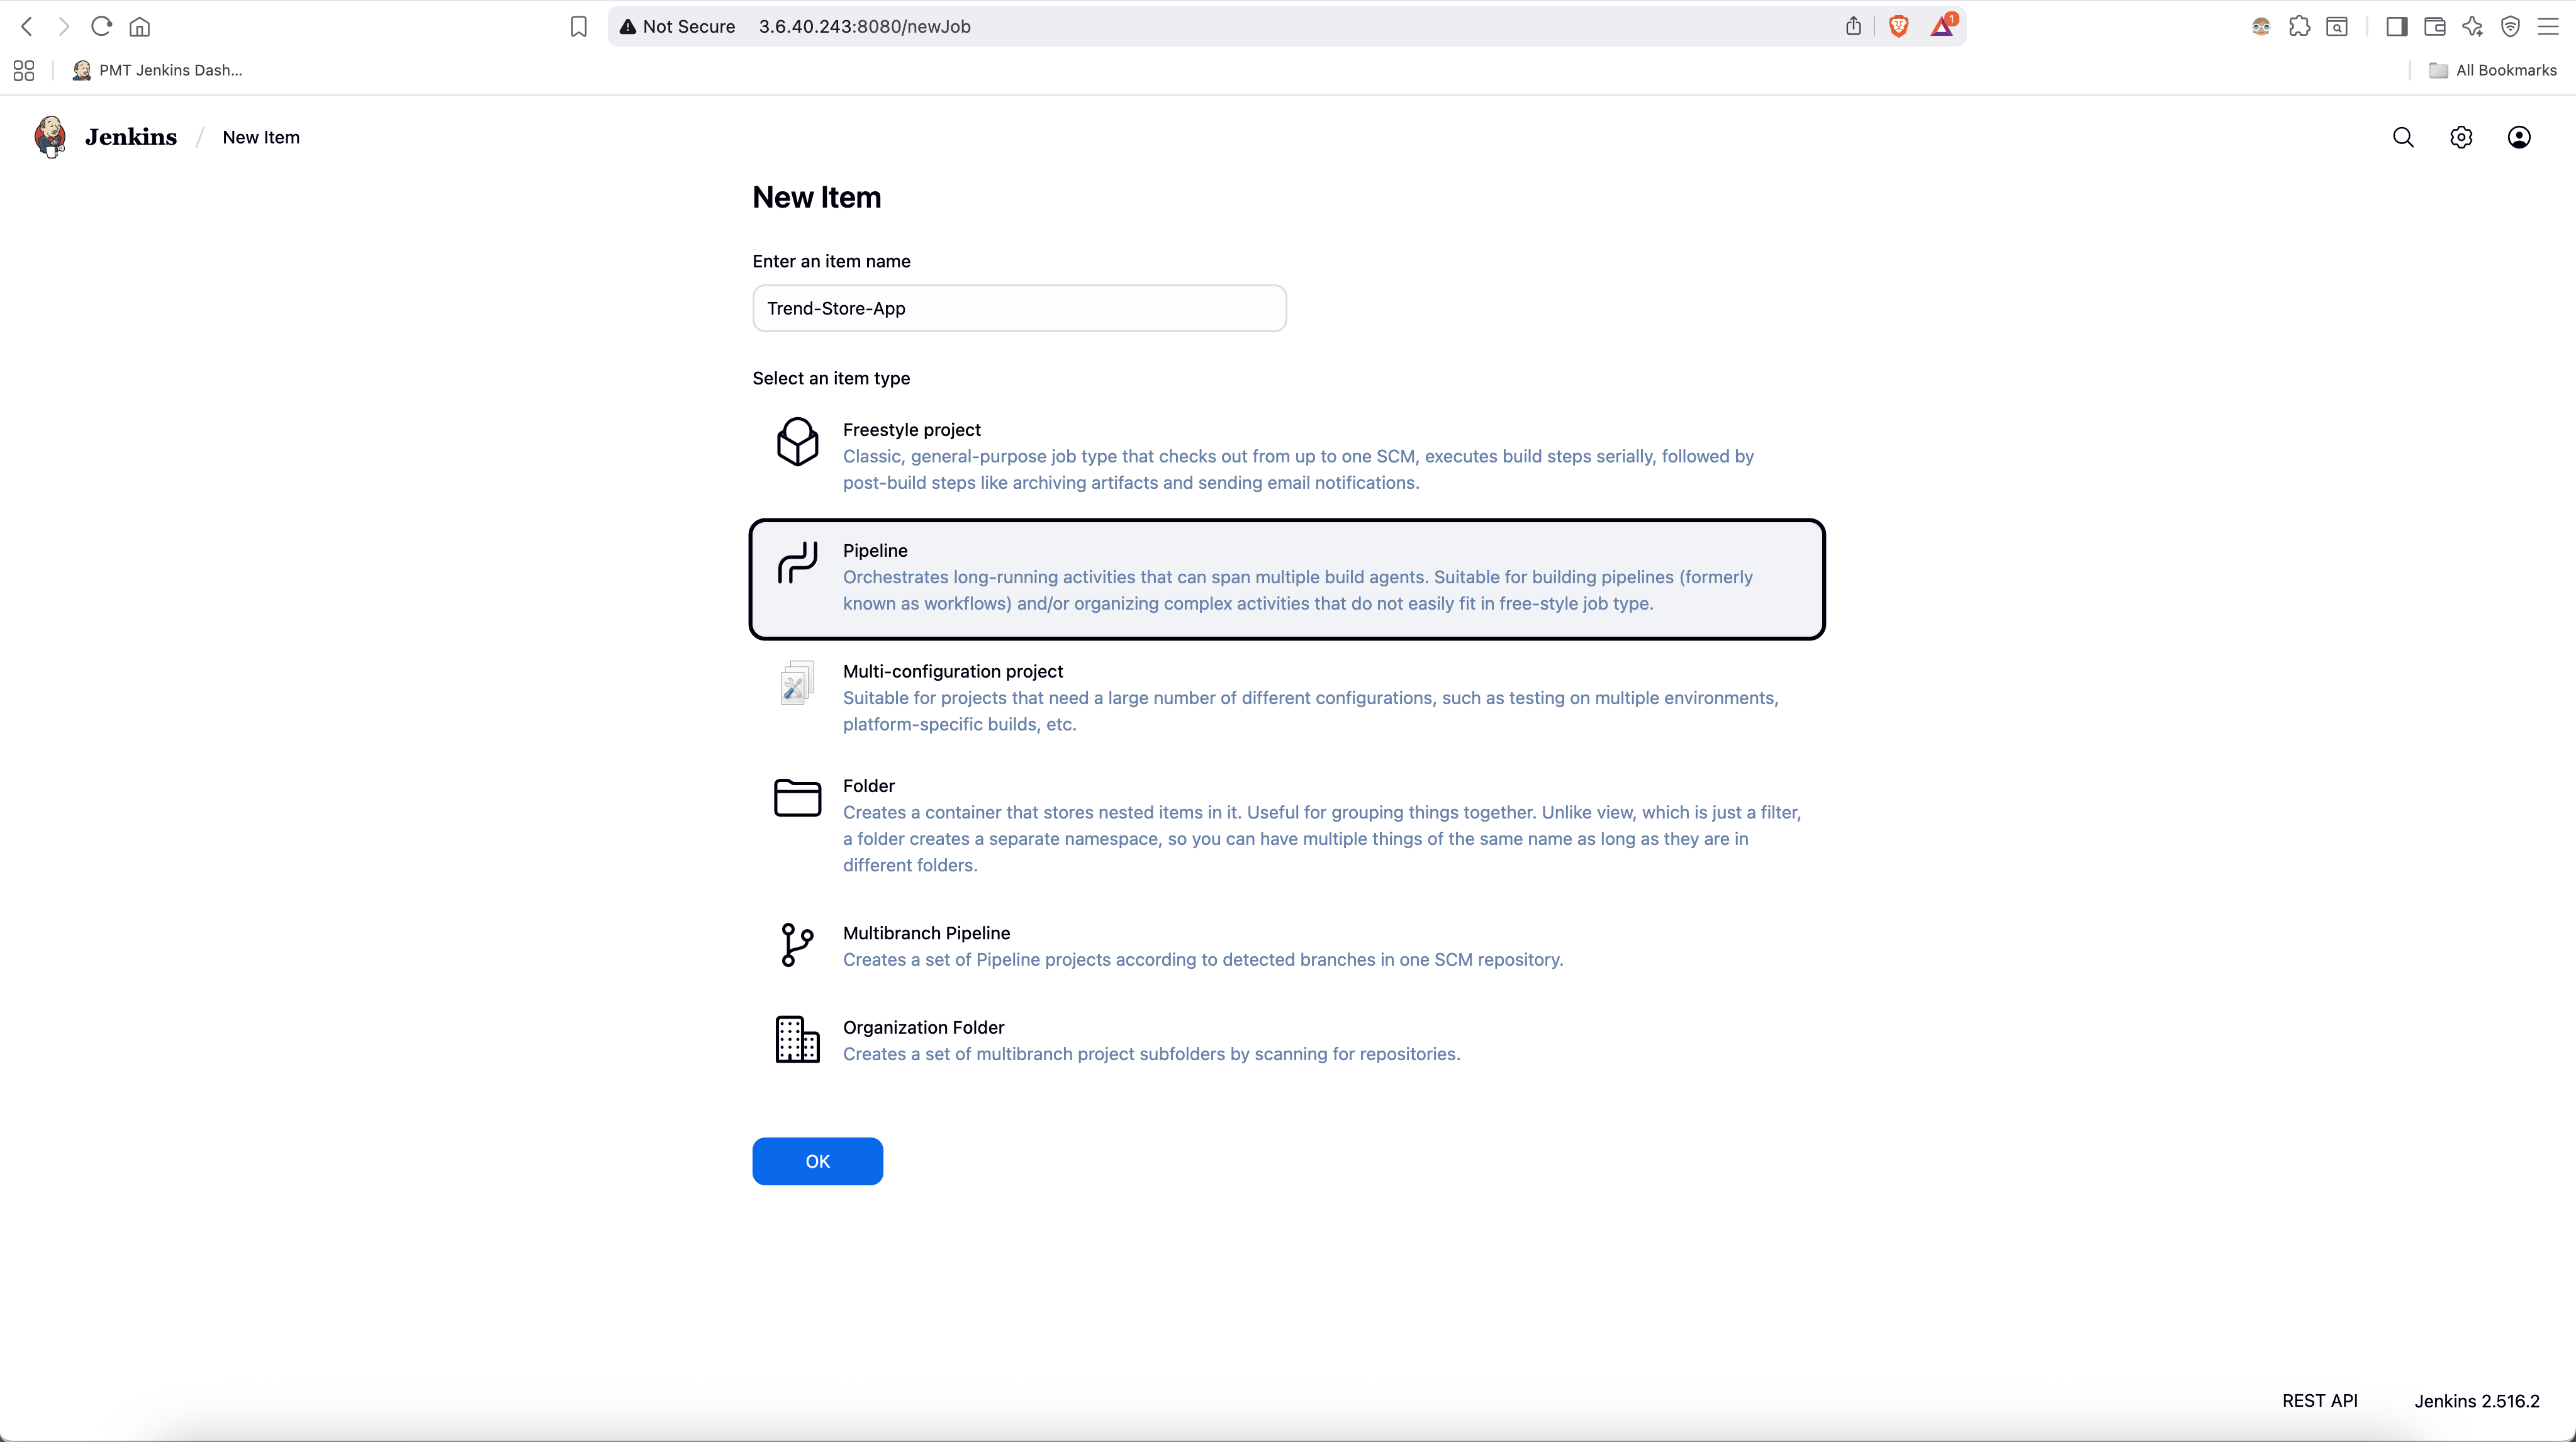 Not Secure 3.6.40.243:8080/newJob
1
PMT Jenkins Dash...
All Bookmarks
Jenkins / New Item
New Item
Enter an item name
Trend-Store-App
Select an item type
Freestyle project
Classic, general-purpose job type that checks out from up to one SCM, executes build steps serially, followed by
post-build steps like archiving artifacts and sending email notifications.
Pipeline
Orchestrates long-running activities that can span multiple build agents. Suitable for building pipelines (formerly
known as workflows) and/or organizing complex activities that do not easily fit in free-style job type.
Multi-configuration project
Suitable for projects that need a large number of different configurations, such as testing on multiple environments,
platform-specific builds, etc.
Folder
Creates a container that stores nested items in it. Useful for grouping things together. Unlike view, which is just a filter,
a folder creates a separate namespace, so you can have multiple things of the same name as long as they are in
different folders.
Multibranch Pipeline
Creates a set of Pipeline projects according to detected branches in one SCM repository.
Organization Folder
Creates a set of multibranch project subfolders by scanning for repositories.
OK
REST API
Jenkins 2.516.2